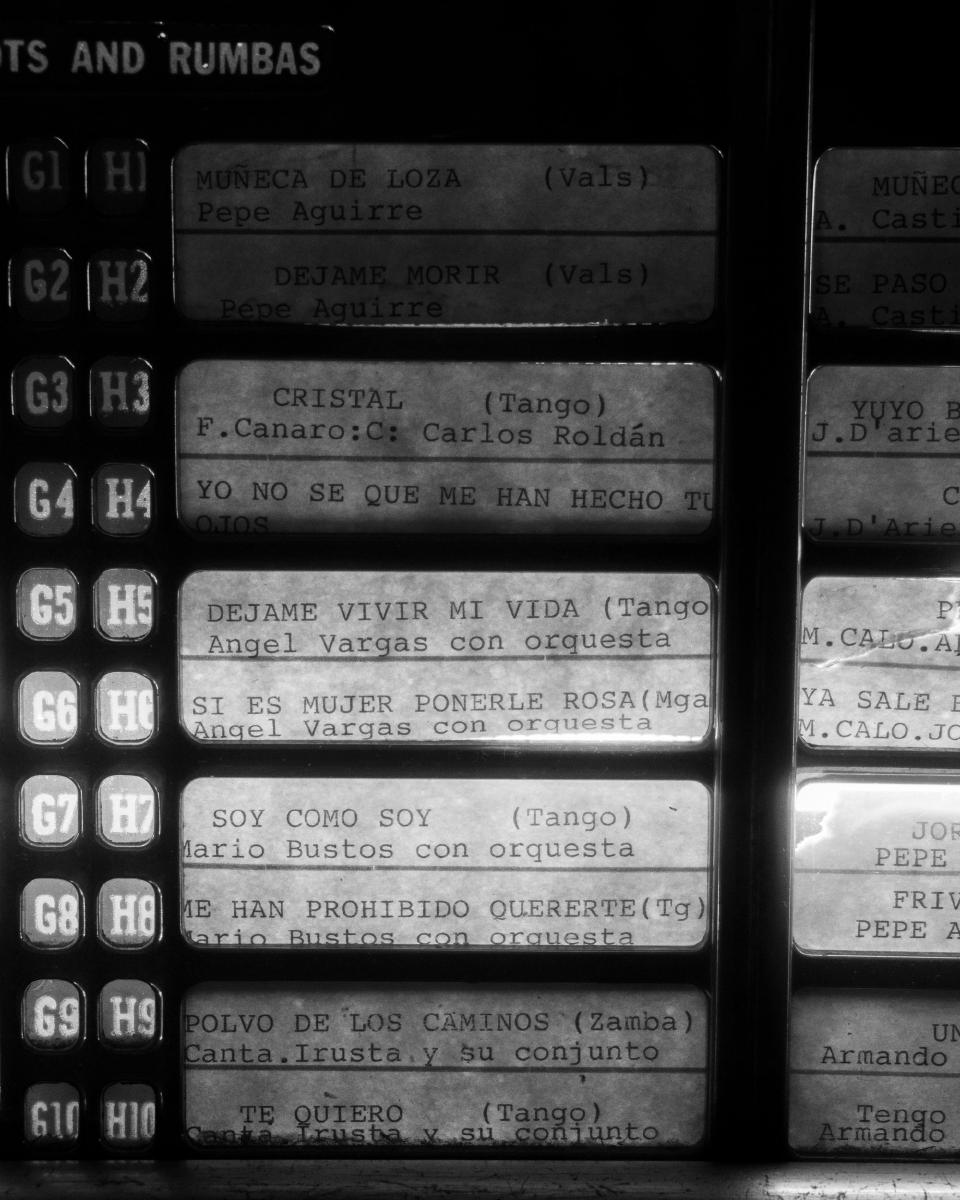 OTS AND RUMBAS
G1 H1
MUÑECA DE LOZA (Vals)
Pepe Aguirre
G2 H2
DEJAME MORIR (Vals)
Pepe Aguirre
G3 H3
CRISTAL (Tango)
F.Canaro:C: Carlos Roldán
G4 H4
YO NO SE QUE ME HAN HECHO TU
OJOS
G5 H5
DEJAME VIVIR MI VIDA (Tango
Angel Vargas con orquesta
G6 H6
SI ES MUJER PONERLE ROSA(Mga
Angel Vargas con orquesta
G7 H7
SOY COMO SOY (Tango)
Mario Bustos con orquesta
G8 H8
ME HAN PROHIBIDO QUERERTE(Tg)
Mario Bustos con orquesta
G9 H9
POLVO DE LOS CAMINOS (Zamba)
Canta.Irusta y su conjunto
G10 H10
TE QUIERO (Tango)
Canta Irusta y su conjunto
MUÑEC
A. Casti
SE PASO
A. Casti
YUYO B
J.D'arie
C
J.D'Arie
P
M.CALO.A
YA SALE E
M.CALO.JO
JOR
PEPE
FRIV
PEPE A
UN
Armando
Tengo
Armando